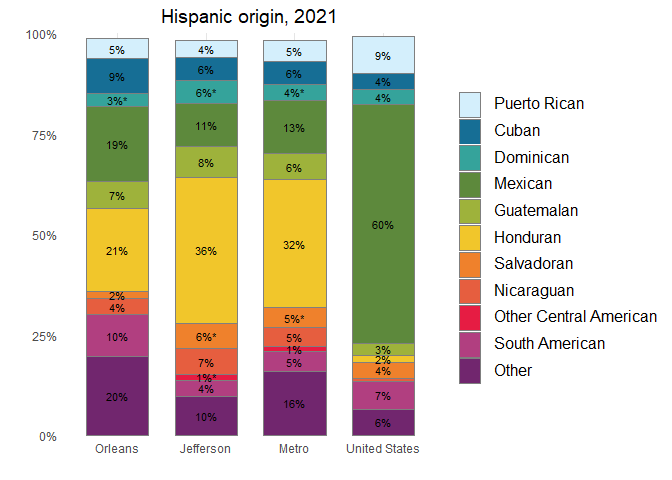 Hispanic origin, 2021
100%
75%
50%
25%
0%
5%
9%
3%*
19%
7%
21%
2%
4%
10%
20%
4%
6%
6%*
11%
8%
36%
6%*
7%
1%*
4%
10%
5%
6%
4%*
13%
6%
32%
5%*
5%
1%
5%
16%
9%
4%
4%
60%
3%
2%
4%
7%
6%
Orleans
Jefferson
Metro
United States
Puerto Rican
Cuban
Dominican
Mexican
Guatemalan
Honduran
Salvadoran
Nicaraguan
Other Central American
South American
Other